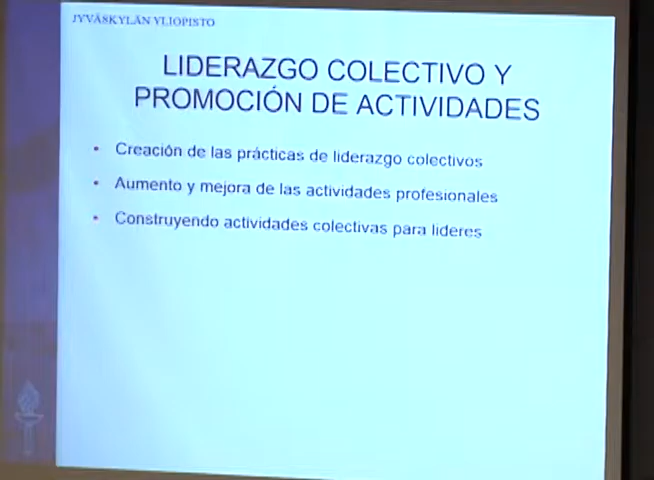 JYVÄSKYLÄN YLIOPISTO
LIDERAZGO COLECTIVO Y
PROMOCIÓN DE ACTIVIDADES
• Creación de las prácticas de liderazgo colectivos
• Aumento y mejora de las actividades profesionales
• Construyendo actividades colectivas para lideres